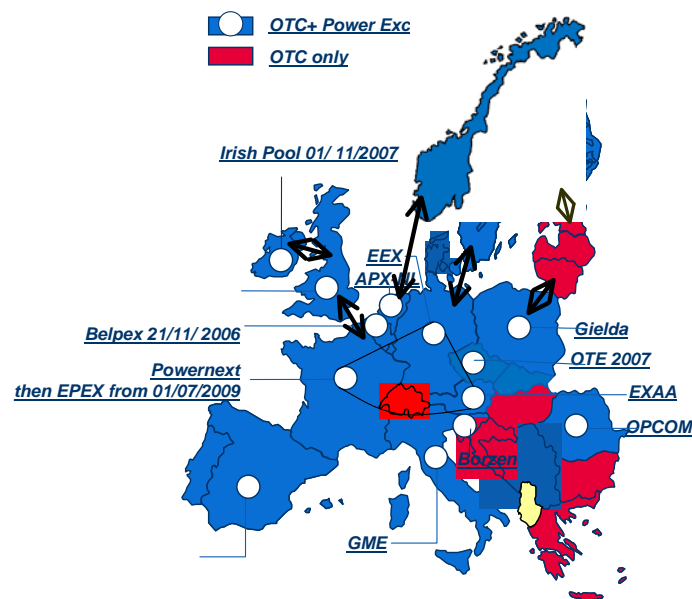 OTC+ Power Exc
OTC only
Irish Pool 01/ 11/2007
EEX
APX NL
Belpex 21/11/ 2006
Gielda
OTE 2007
Powernext
then EPEX from 01/07/2009
EXAA
OPCOM
Borzen
GME